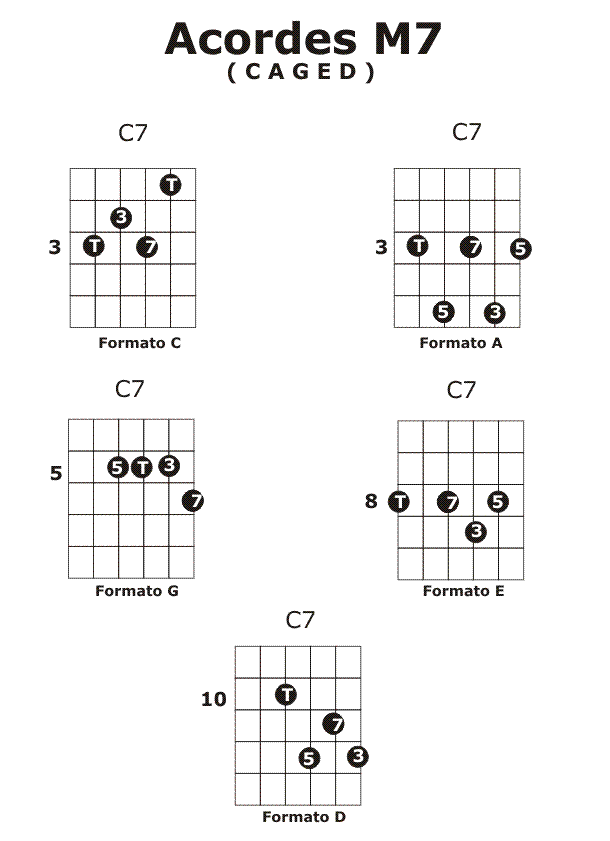 Acordes M7
( C A G E D )
C7
T
3
3 T 7
Formato C
C7
3 T 7 5
5 3
Formato A
C7
5 5 T 3
7
Formato G
C7
8 T 7 5
3
Formato E
C7
10 T
7
5 3
Formato D